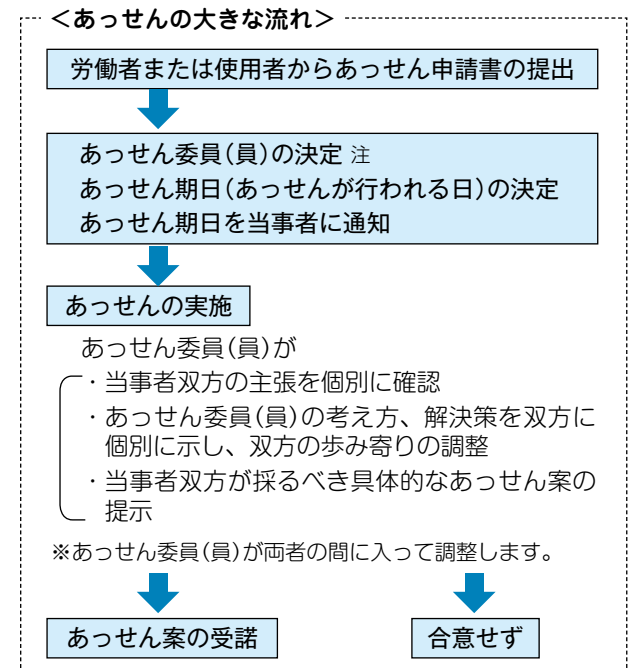 <あっせんの大きな流れ>
労働者または使用者からあっせん申請書の提出
あっせん委員(員)の決定 注
あっせん期日(あっせんが行われる日)の決定
あっせん期日を当事者に通知
あっせんの実施
あっせん委員(員)が
・当事者双方の主張を個別に確認
・あっせん委員(員)の考え方、解決策を双方に
個別に示し、双方の歩み寄りの調整
・当事者双方が採るべき具体的なあっせん案の
提示
※あっせん委員(員)が両者の間に入って調整します。
あっせん案の受諾
合意せず